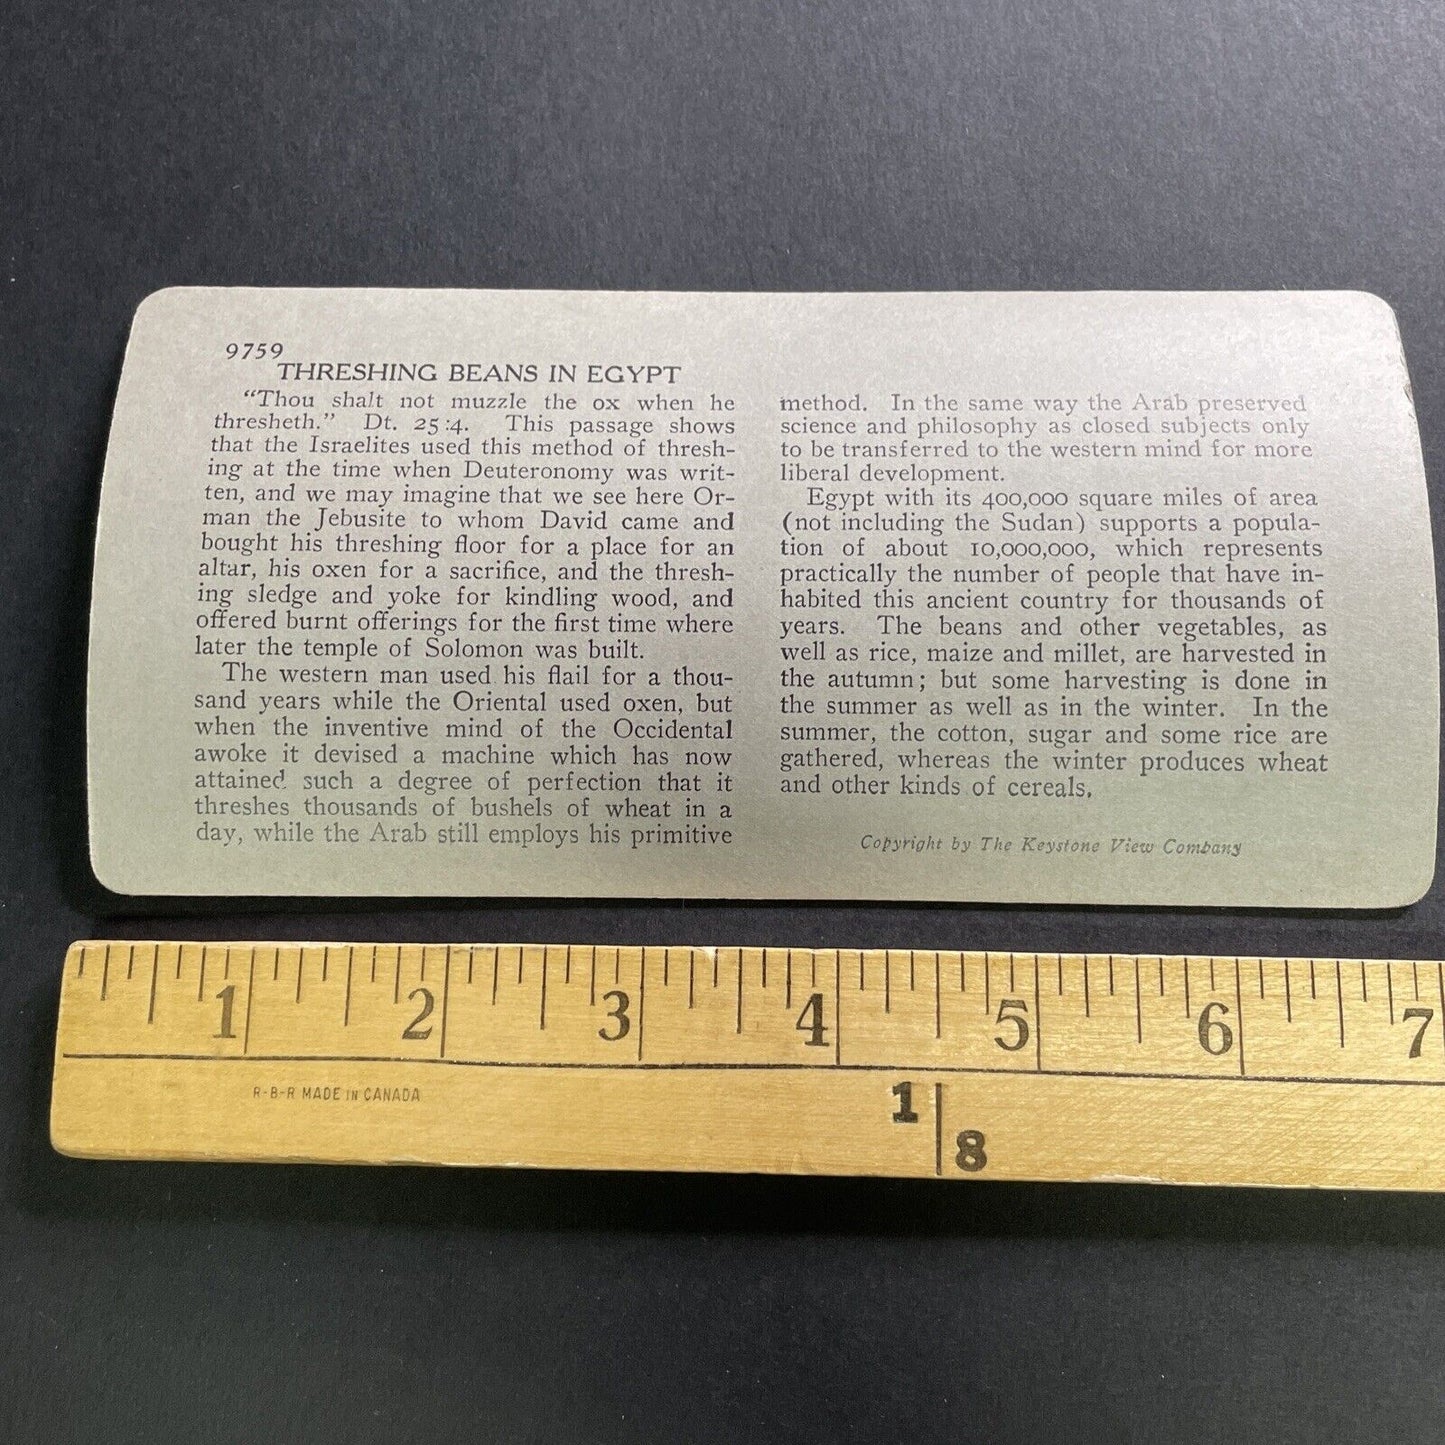 9759
THRESHING BEANS IN EGYPT
"Thou shalt not muzzle the ox when he
thresheth." Dt. 25:4. This passage shows
that the Israelites used this method of thresh-
ing at the time when Deuteronomy was writ-
ten, and we may imagine that we see here Or-
man the Jebusite to whom David came and
bought his threshing floor for a place for an
altar, his oxen for a sacrifice, and the thresh-
ing sledge and yoke for kindling wood, and
offered burnt offerings for the first time where
later the temple of Solomon was built.
The western man used his flail for a thou-
sand years while the Oriental used oxen, but
when the inventive mind of the Occidental
awoke it devised a machine which has now
attained such a degree of perfection that it
threshes thousands of bushels of wheat in a
day, while the Arab still employs his primitive
method. In the same way the Arab preserved
science and philosophy as closed subjects only
to be transferred to the western mind for more
liberal development.
Egypt with its 400,000 square miles of area
(not including the Sudan) supports a popula-
tion of about 10,000,000, which represents
practically the number of people that have in-
habited this ancient country for thousands of
years. The beans and other vegetables, as
well as rice, maize and millet, are harvested in
the autumn; but some harvesting is done in
the summer as well as in the winter. In the
summer, the cotton, sugar and some rice are
gathered, whereas the winter produces wheat
and other kinds of cereals.
Copyright by The Keystone View Company
1 2 3 4 5 6 7
R-B-R MADE IN CANADA
1
8